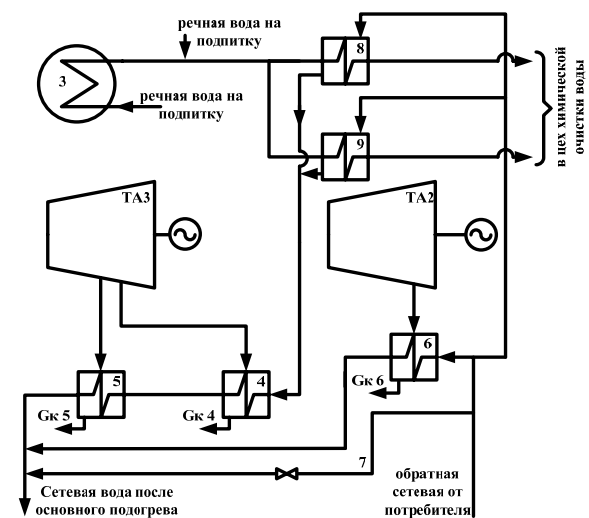 речная вода на
подпитку
3
8
речная вода на
подпитку
9
в цех химической
очистки воды
ТА3
ТА2
6
5
4
Gк 6
Gк 5
Gк 4
7
Сетевая вода после
основного подогрева
обратная
сетевая от
потребителя